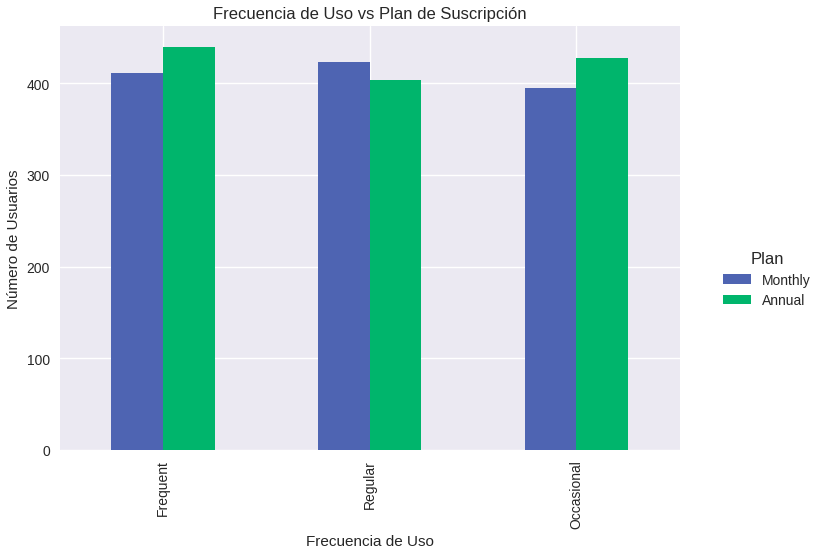 Frecuencia de Uso vs Plan de Suscripción
Número de Usuarios
400
300
200
100
0
Frequent
Regular
Occasional
Frecuencia de Uso
Plan
Monthly
Annual